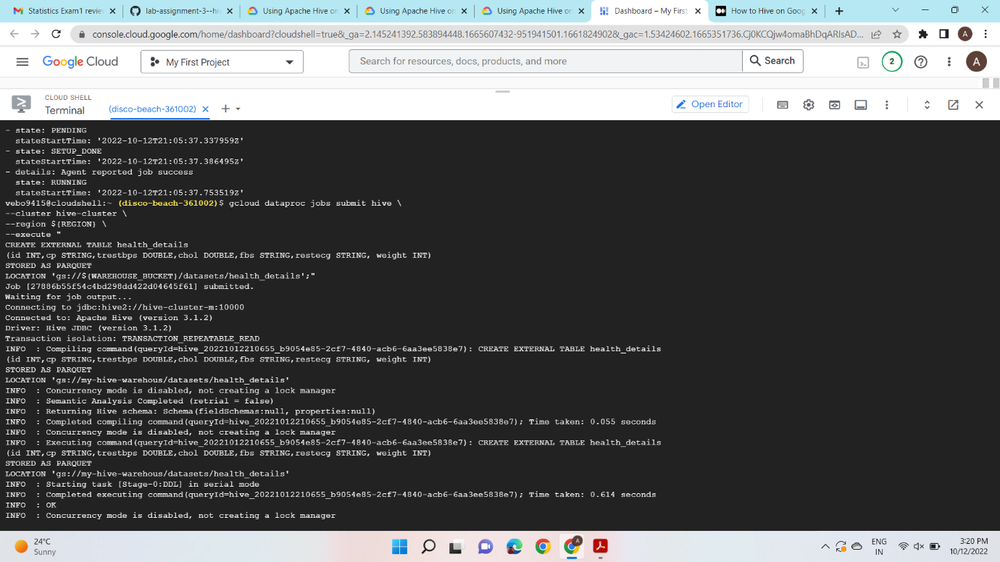 Statistics Exam1 review
lab-assignment-3--hiv
Using Apache Hive on
Using Apache Hive on
Using Apache Hive on
Dashboard – My First
How to Hive on Goog
console.cloud.google.com/home/dashboard?cloudshell=true&_ga=2.145241392.583894448.1665607432-951941501.1661824902&_gac=1.53424602.1665351736.Cj0KCQjw4omaBhDqARIsAD...
A
Google Cloud
My First Project
Search for resources, docs, products, and more
Search
2
A
CLOUD SHELL
Terminal
(disco-beach-361002)
Open Editor
- state: PENDING
stateStartTime: '2022-10-12T21:05:37.337959Z'
- state: SETUP_DONE
stateStartTime: '2022-10-12T21:05:37.386495Z'
- details: Agent reported job success
state: RUNNING
stateStartTime: '2022-10-12T21:05:37.753519Z'
vebo9415@cloudshell:~ (disco-beach-361002)$ gcloud dataproc jobs submit hive \
--cluster hive-cluster \
--region ${REGION} \
--execute "
CREATE EXTERNAL TABLE health_details
(id INT,cp STRING,trestbps DOUBLE,chol DOUBLE,fbs STRING,restecg STRING, weight INT)
STORED AS PARQUET
LOCATION 'gs://${WAREHOUSE_BUCKET}/datasets/health_details';"
Job [27886b55f54c4bd298dd422d04645f61] submitted.
Waiting for job output...
Connecting to jdbc:hive2://hive-cluster-m:10000
Connected to: Apache Hive (version 3.1.2)
Driver: Hive JDBC (version 3.1.2)
Transaction isolation: TRANSACTION_REPEATABLE_READ
INFO  : Compiling command(queryId=hive_20221012210655_b9054e85-2cf7-4840-acb6-6aa3ee5838e7): CREATE EXTERNAL TABLE health_details
(id INT,cp STRING,trestbps DOUBLE,chol DOUBLE,fbs STRING,restecg STRING, weight INT)
STORED AS PARQUET
LOCATION 'gs://my-hive-warehous/datasets/health_details'
INFO  : Concurrency mode is disabled, not creating a lock manager
INFO  : Semantic Analysis Completed (retrial = false)
INFO  : Returning Hive schema: Schema(fieldSchemas:null, properties:null)
INFO  : Completed compiling command(queryId=hive_20221012210655_b9054e85-2cf7-4840-acb6-6aa3ee5838e7); Time taken: 0.055 seconds
INFO  : Concurrency mode is disabled, not creating a lock manager
INFO  : Executing command(queryId=hive_20221012210655_b9054e85-2cf7-4840-acb6-6aa3ee5838e7): CREATE EXTERNAL TABLE health_details
(id INT,cp STRING,trestbps DOUBLE,chol DOUBLE,fbs STRING,restecg STRING, weight INT)
STORED AS PARQUET
LOCATION 'gs://my-hive-warehous/datasets/health_details'
INFO  : Starting task [Stage-0:DDL] in serial mode
INFO  : Completed executing command(queryId=hive_20221012210655_b9054e85-2cf7-4840-acb6-6aa3ee5838e7); Time taken: 0.614 seconds
INFO  : OK
INFO  : Concurrency mode is disabled, not creating a lock manager
24°C
Sunny
A
ENG
IN
3:20 PM
10/12/2022